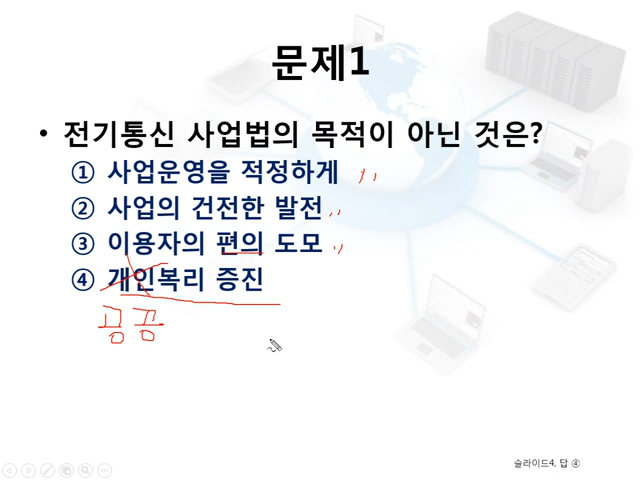 문제1
• 전기통신 사업법의 목적이 아닌 것은?
① 사업운영을 적정하게
② 사업의 건전한 발전
③ 이용자의 편의 도모
④ 개인복리 증진
공공
슬라이드4, 답 ④